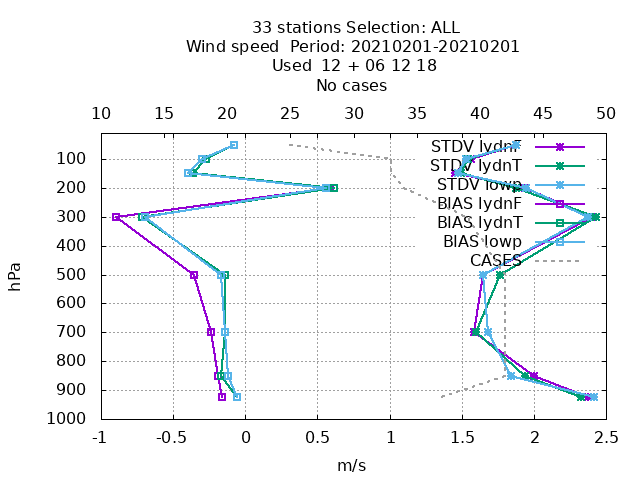 33 stations Selection: ALL
Wind speed  Period: 20210201-20210201
Used  12 + 06 12 18
No cases
10 15 20 25 30 35 40 45 50
STDV lydnF
STDV lydnT
STDV lowp
BIAS lydnF
BIAS lydnT
BIAS lowp
CASES
hPa
100
200
300
400
500
600
700
800
900
1000
-1 -0.5 0 0.5 1 1.5 2 2.5
m/s